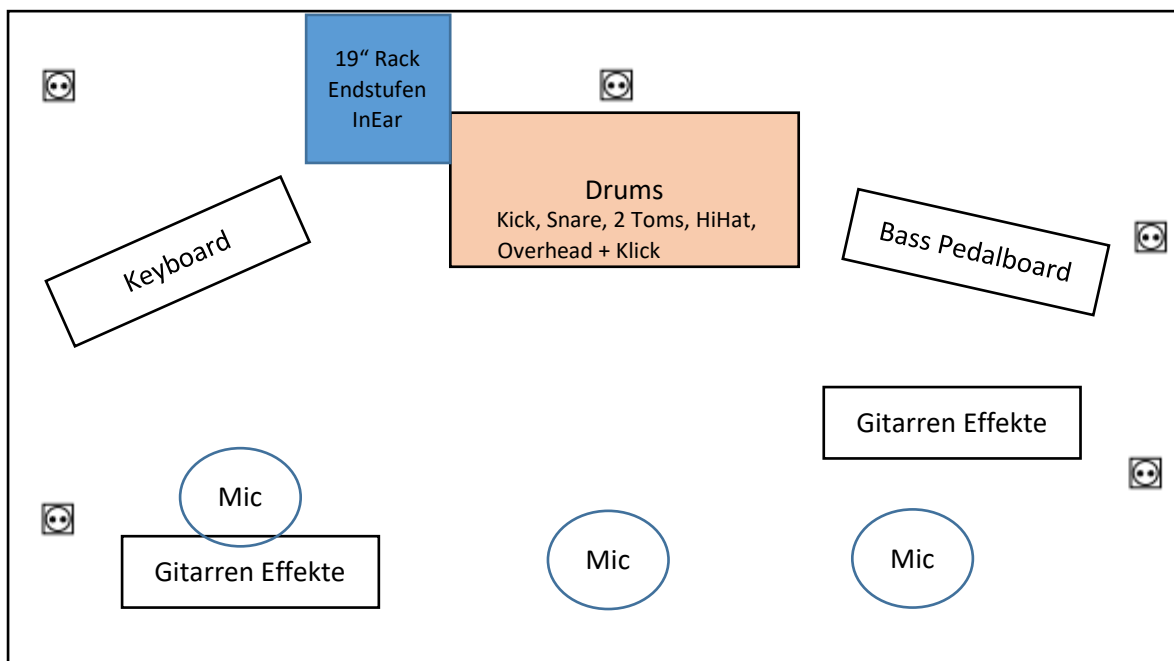 19“ Rack
Endstufen
InEar
Drums
Kick, Snare, 2 Toms, HiHat,
Overhead + Klick
Keyboard
Bass Pedalboard
Gitarren Effekte
Mic
Gitarren Effekte
Mic
Mic